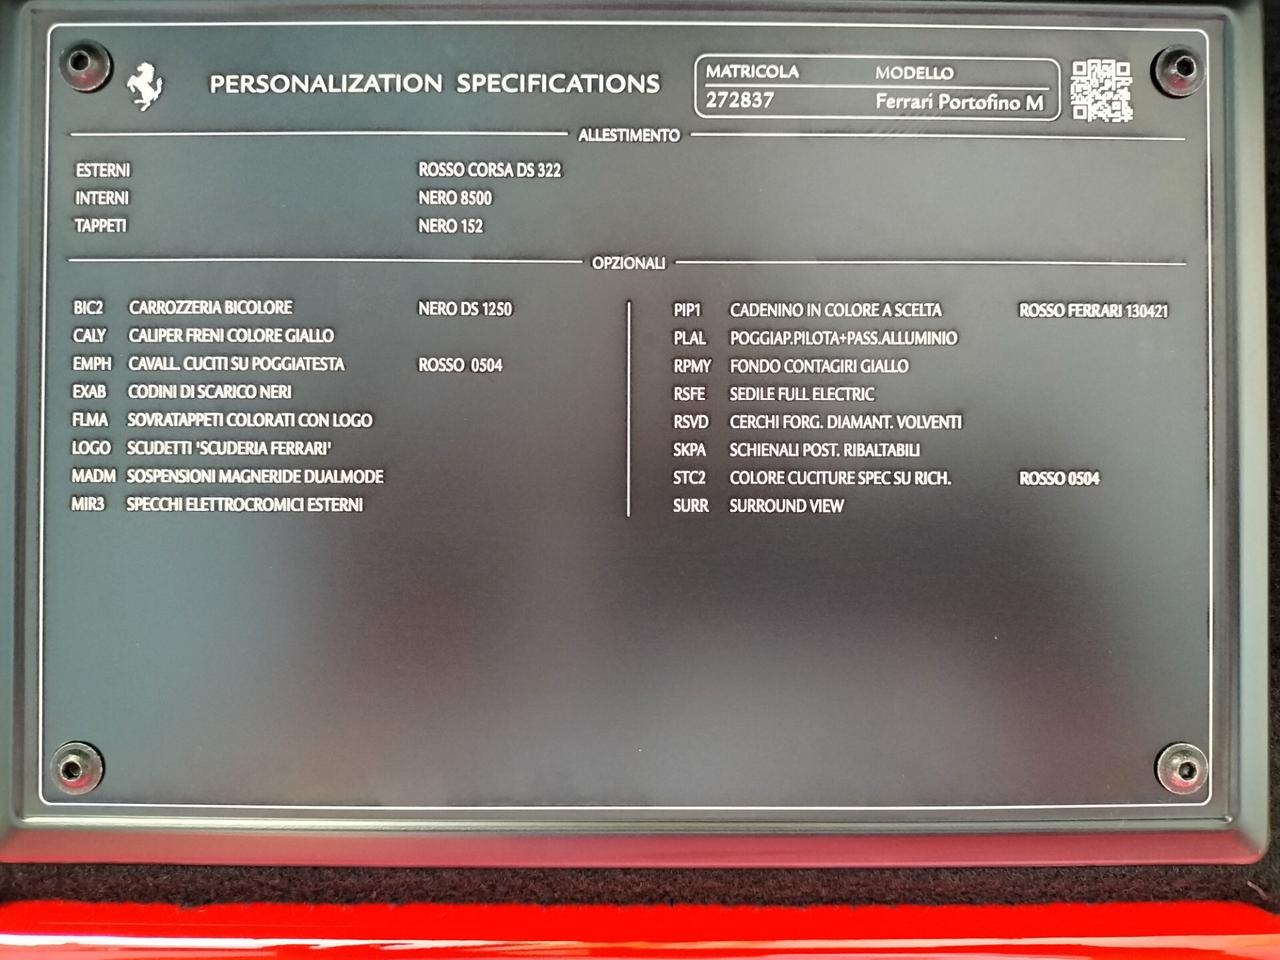 PERSONALIZATION SPECIFICATIONS
MATRICOLA MODELLO
272837 Ferrari Portofino M
ALLESTIMENTO
ESTERNI ROSSO CORSA DS 322
INTERNI NERO 8500
TAPPETI NERO 152
OPZIONALI
BIC2 CARROZZERIA BICOLORE NERO DS 1250
CALY CALIPER FRENI COLORE GIALLO
EMPH CAVALL. CUCITI SU POGGIATESTA ROSSO 0504
EXAB CODINI DI SCARICO NERI
FLMA SOVRATAPPETI COLORATI CON LOGO
LOGO SCUDETTI 'SCUDERIA FERRARI'
MADM SOSPENSIONI MAGNERIDE DUALMODE
MIR3 SPECCHI ELETTROCROMICI ESTERNI
PIP1 CADENINO IN COLORE A SCELTA ROSSO FERRARI 130421
PLAL POGGIAP.PILOTA+PASS.ALLUMINIO
RPMY FONDO CONTAGIRI GIALLO
RSFE SEDILE FULL ELECTRIC
RSVD CERCHI FORG. DIAMANT. VOLVENTI
SKPA SCHIENALI POST. RIBALTABILI
STC2 COLORE CUCITURE SPEC SU RICH. ROSSO 0504
SURR SURROUND VIEW